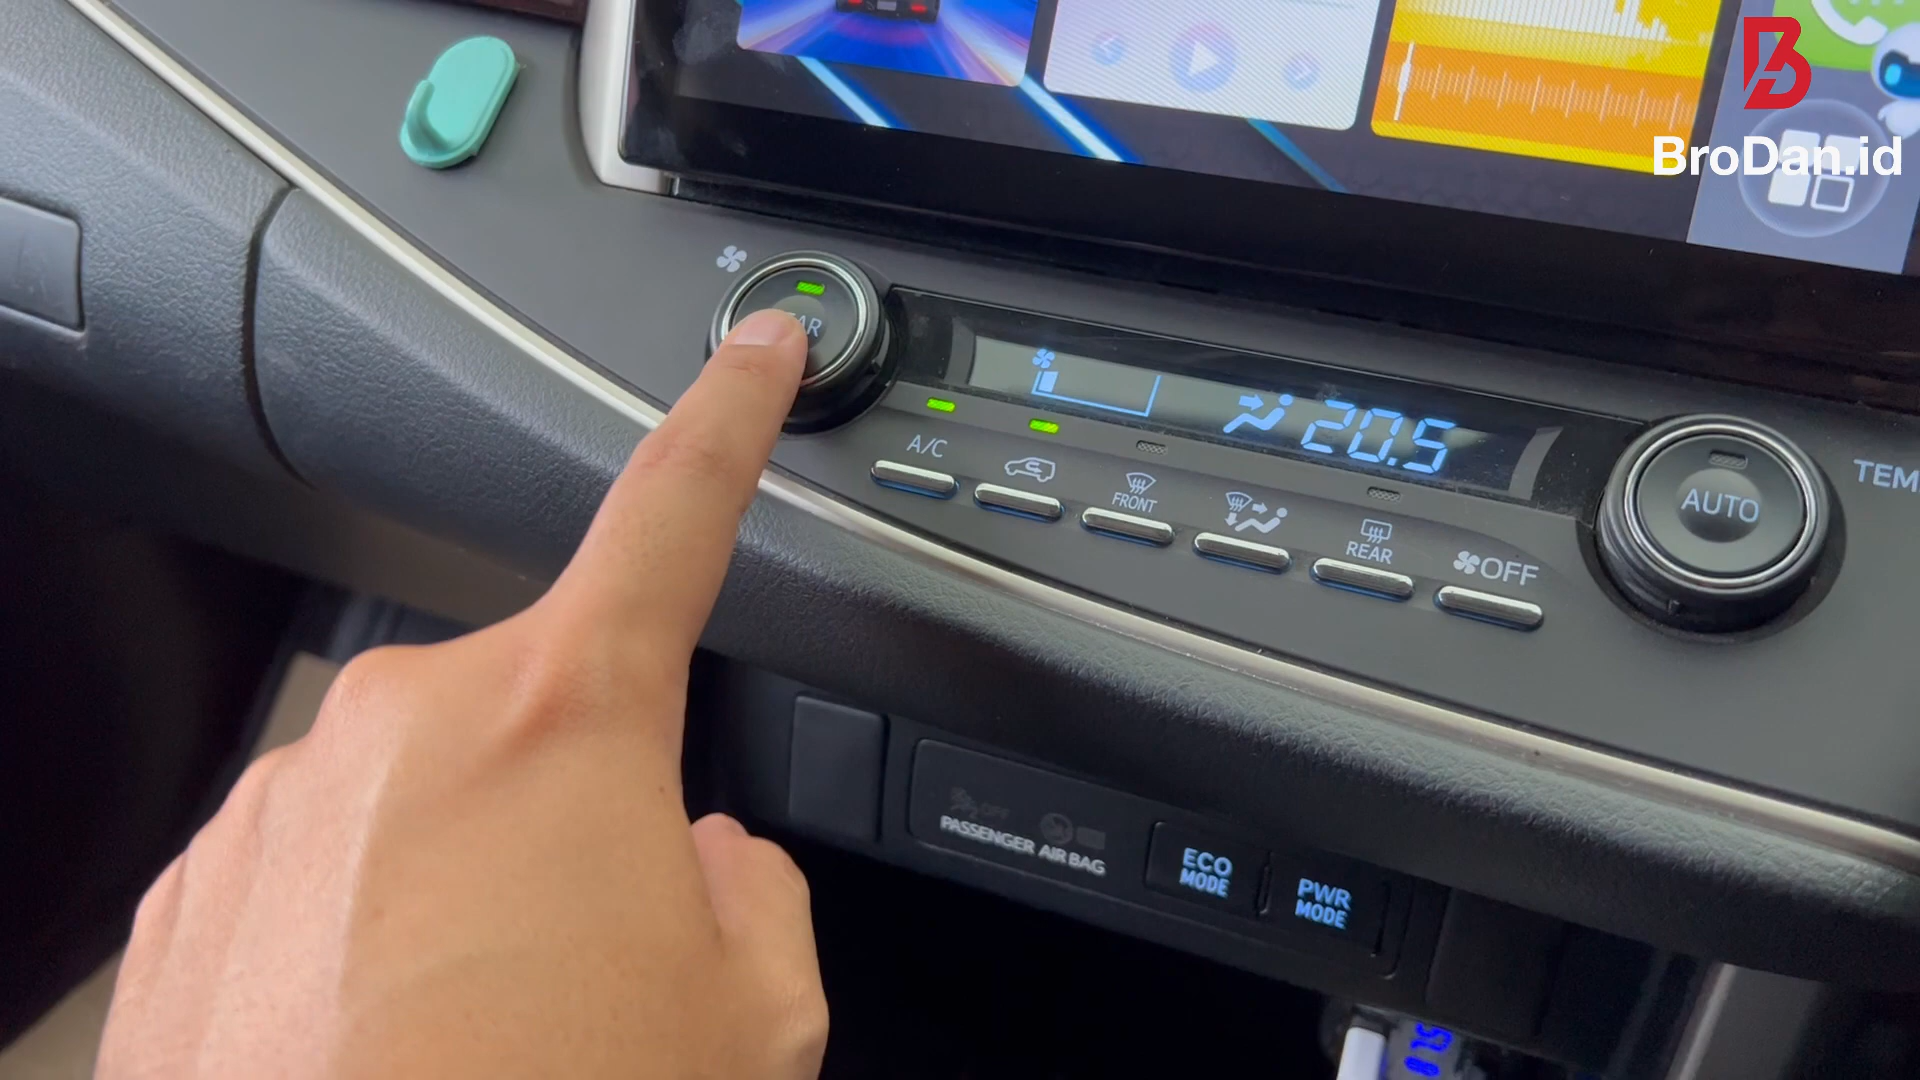 BroDan.id
20.5
A/C
FRONT
REAR
OFF
AUTO
TEM
PASSENGER AIR BAG
ECO
MODE
PWR
MODE